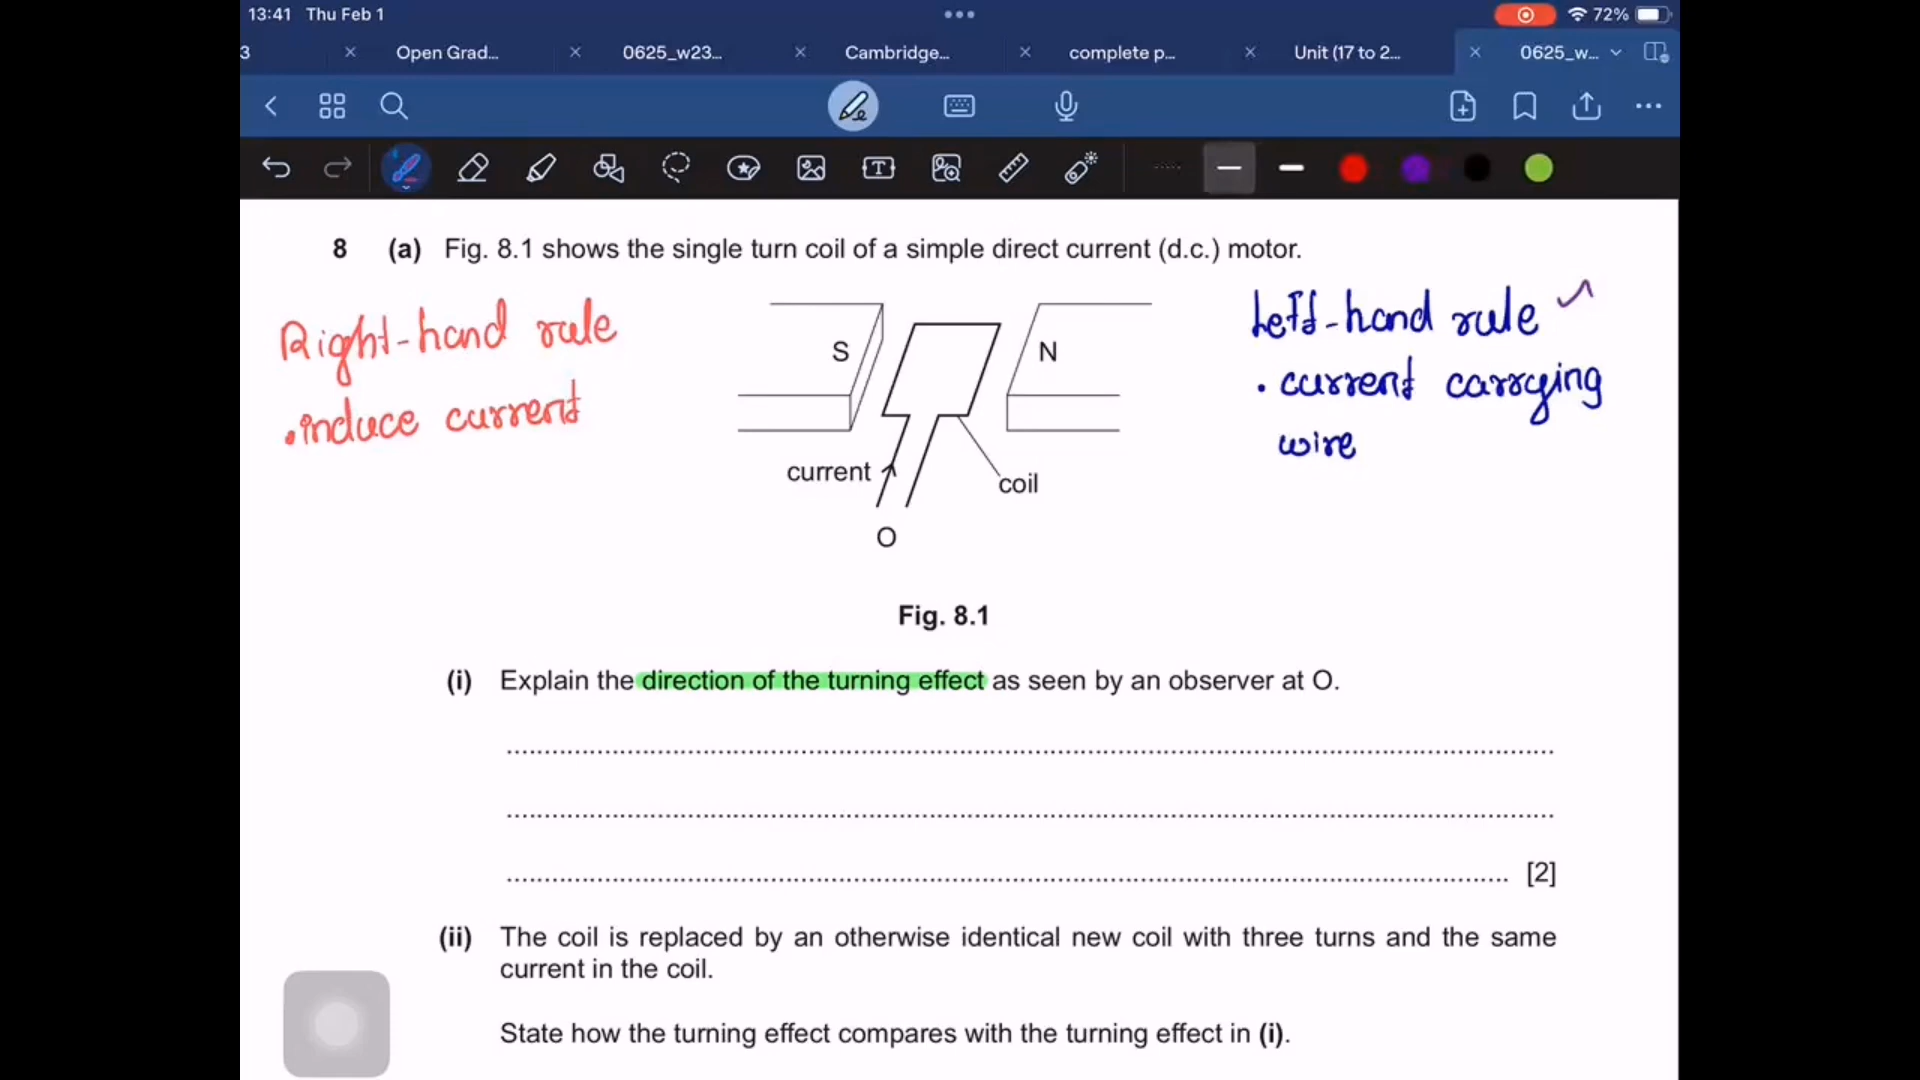 13:41 Thu Feb 1
72%
3
Open Grad...
0625_w23...
Cambridge...
complete p...
Unit (17 to 2...
0625_w...
8 (a) Fig. 8.1 shows the single turn coil of a simple direct current (d.c.) motor.
Right-hand rule
.induce current
Left-hand rule ✓
. current carrying
wire
S
N
current
coil
O
Fig. 8.1
(i) Explain the direction of the turning effect as seen by an observer at O.
[2]
(ii) The coil is replaced by an otherwise identical new coil with three turns and the same
current in the coil.
State how the turning effect compares with the turning effect in (i).